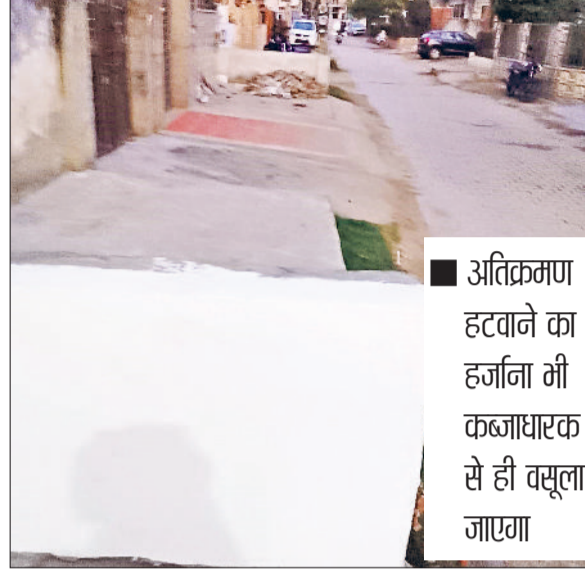 ■ अतिक्रमण
हटवाने का
हर्जाना भी
कब्जाधारक
से ही वसूला
जाएगा